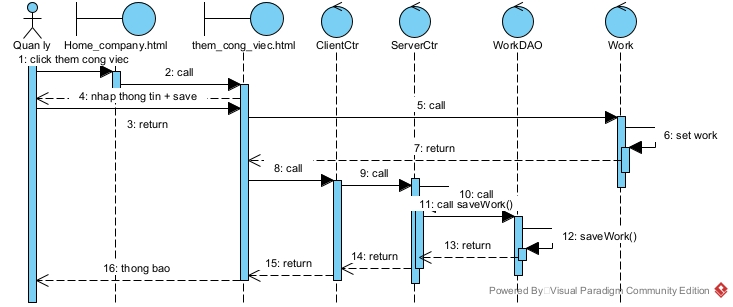 Quan ly
Home_company.html
them_cong_viec.html
ClientCtr
ServerCtr
WorkDAO
Work
1: click them cong viec
2: call
4: nhap thong tin + save
5: call
3: return
6: set work
7: return
8: call
9: call
10: call
11: call saveWork()
12: saveWork()
13: return
14: return
15: return
16: thong bao
Powered By Visual Paradigm Community Edition